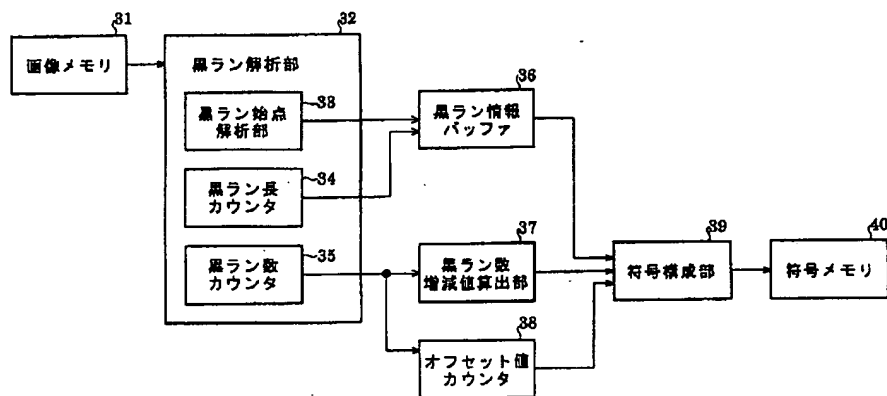 31
画像メモリ
32
黒ラン解析部
38
黒ラン始点
解析部
34
黒ラン長
カウンタ
35
黒ラン数
カウンタ
36
黒ラン情報
バッファ
37
黒ラン数
増減値算出部
38
オフセット値
カウンタ
39
符号構成部
40
符号メモリ